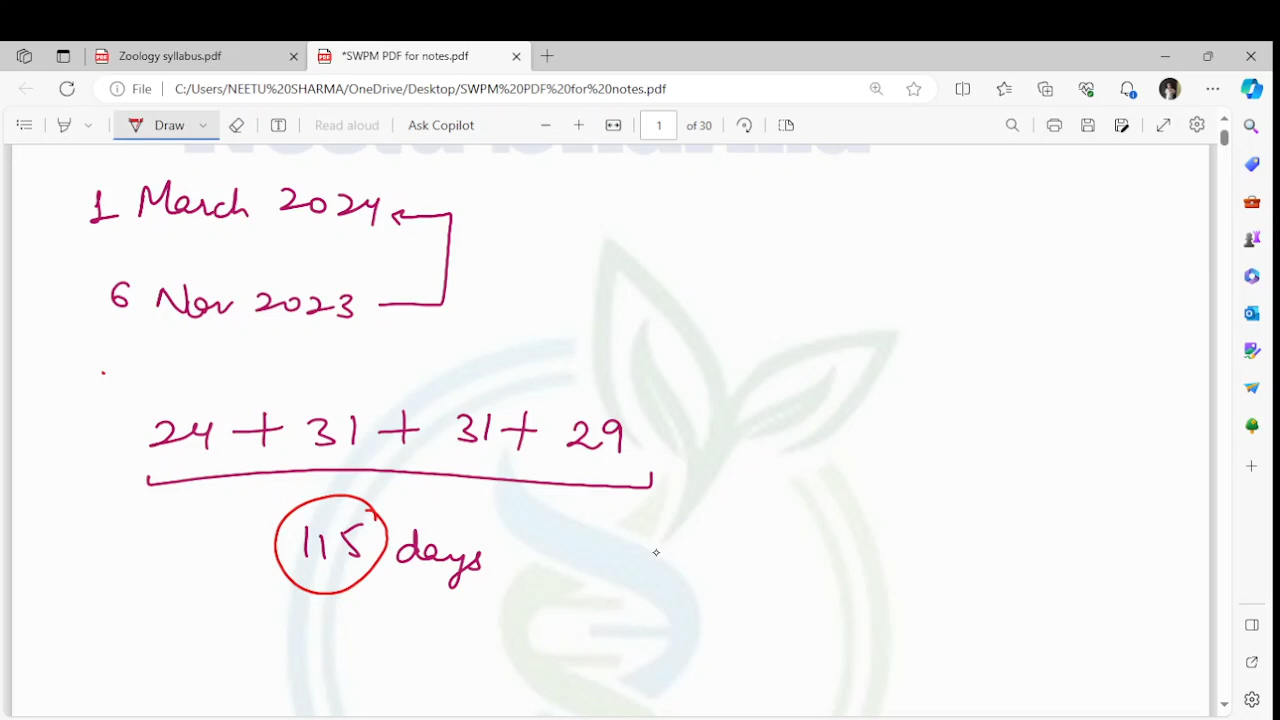 Zoology syllabus.pdf
*SWPM PDF for notes.pdf
File
C:/Users/NEETU%20SHARMA/OneDrive/Desktop/SWPM%20PDF%20for%20notes.pdf
Draw
Read aloud
Ask Copilot
1
of 30
1 March 2024
6 Nov 2023
24 + 31 + 31 + 29
115 days